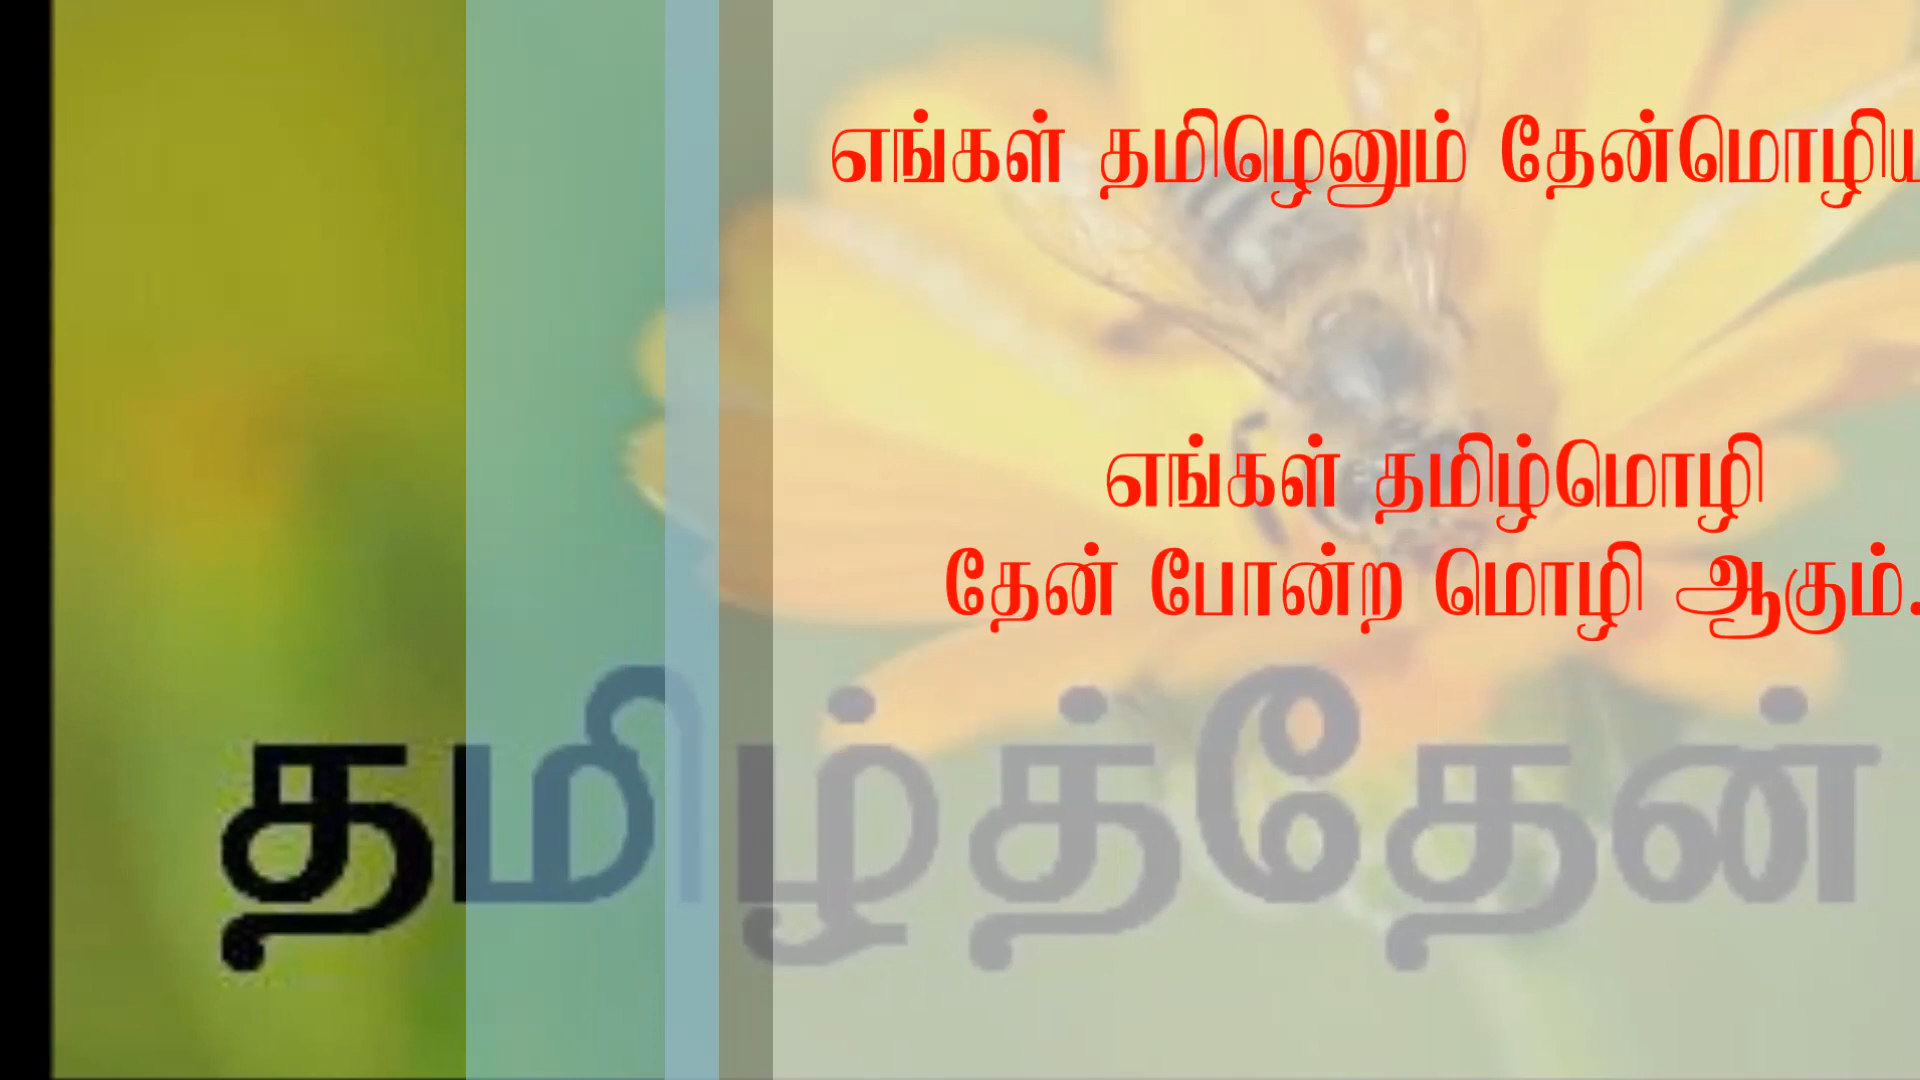 எங்கள் தமிழெனும்
எங்கள் தமிழ்மொழி
தேன் போன்ற மொழி ஆகும்.
தமிழ்த்தேன்